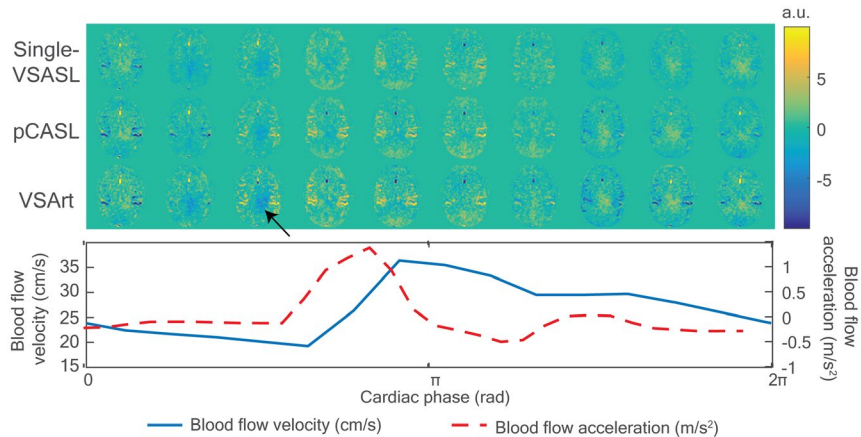 a.u.
Single-
VSASL
pCASL
VSArt
5
0
-5
Blood flow
velocity (cm/s)
35
30
25
20
15
1
0.5
0
-0.5
-1
Blood flow
acceleration (m/s²)
0
π
2π
Cardiac phase (rad)
Blood flow velocity (cm/s)
Blood flow acceleration (m/s²)